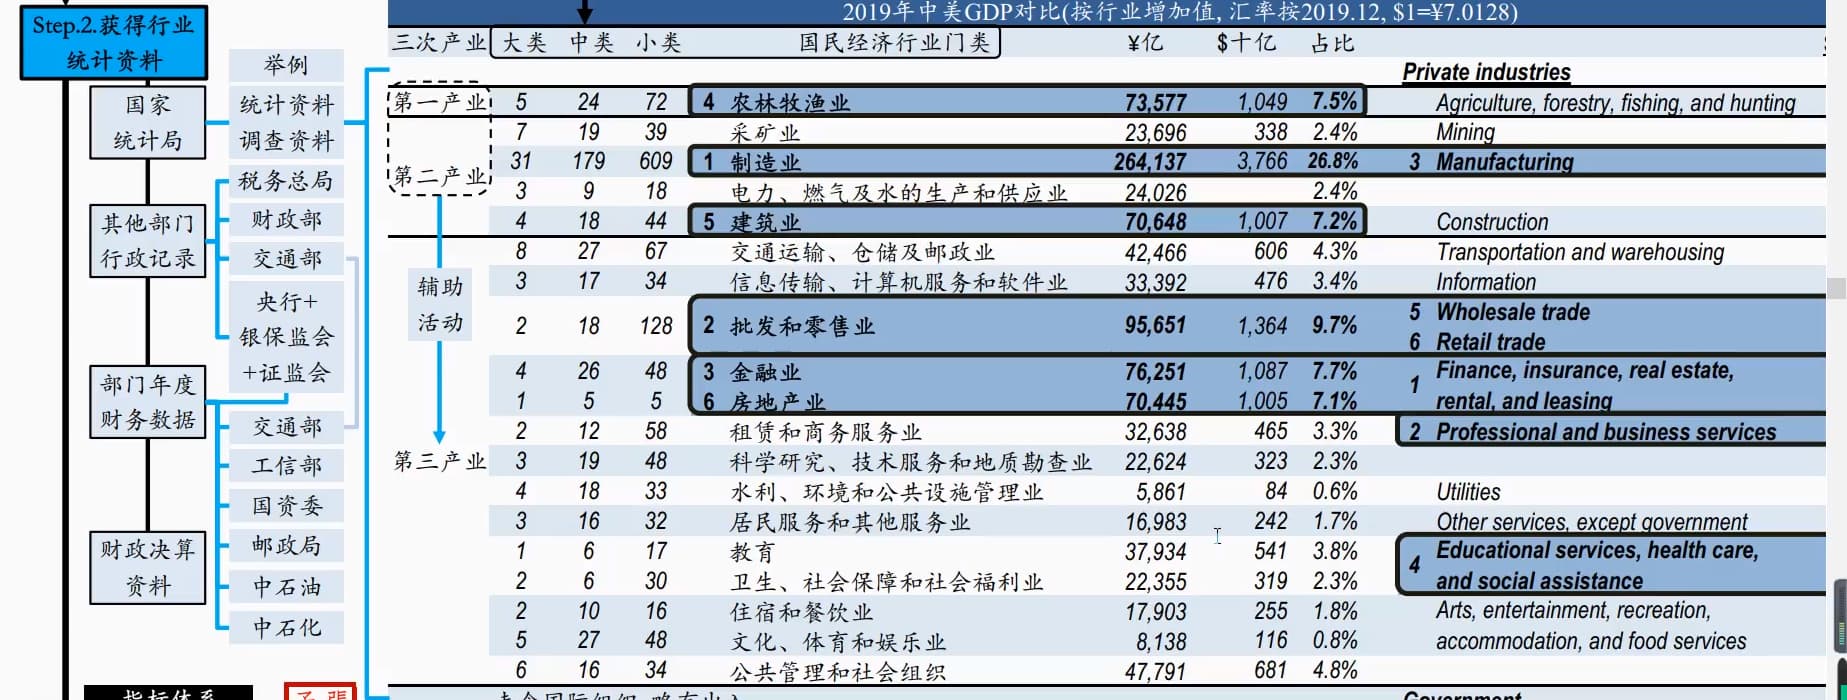 Step.2.获得行业
统计资料
国家
统计局
其他部门
行政记录
部门年度
财务数据
财政决算
资料
举例
统计资料
调查资料
税务总局
财政部
交通部
央行+
银保监会
+证监会
交通部
工信部
国资委
邮政局
中石油
中石化
2019年中美GDP对比(按行业增加值, 汇率按2019.12, $1=¥7.0128)
三次产业 大类 中类 小类 国民经济行业门类 ¥亿 $十亿 占比
Private industries
第一产业 5 24 72 4 农林牧渔业 73,577 1,049 7.5% Agriculture, forestry, fishing, and hunting
7 19 39 采矿业 23,696 338 2.4% Mining
第二产业 31 179 609 1 制造业 264,137 3,766 26.8% 3 Manufacturing
3 9 18 电力、燃气及水的生产和供应业 24,026 2.4%
4 18 44 5 建筑业 70,648 1,007 7.2% Construction
8 27 67 交通运输、仓储及邮政业 42,466 606 4.3% Transportation and warehousing
辅助
活动
3 17 34 信息传输、计算机服务和软件业 33,392 476 3.4% Information
2 18 128 2 批发和零售业 95,651 1,364 9.7% 5 Wholesale trade
6 Retail trade
4 26 48 3 金融业 76,251 1,087 7.7% 1 Finance, insurance, real estate,
1 5 5 6 房地产业 70,445 1,005 7.1% rental, and leasing
2 12 58 租赁和商务服务业 32,638 465 3.3% 2 Professional and business services
第三产业 3 19 48 科学研究、技术服务和地质勘查业 22,624 323 2.3%
4 18 33 水利、环境和公共设施管理业 5,861 84 0.6% Utilities
3 16 32 居民服务和其他服务业 16,983 242 1.7% Other services, except government
1 6 17 教育 37,934 541 3.8% 4 Educational services, health care,
2 6 30 卫生、社会保障和社会福利业 22,355 319 2.3% and social assistance
2 10 16 住宿和餐饮业 17,903 255 1.8% Arts, entertainment, recreation,
5 27 48 文化、体育和娱乐业 8,138 116 0.8% accommodation, and food services
6 16 34 公共管理和社会组织 47,791 681 4.8%
指标体系
Government